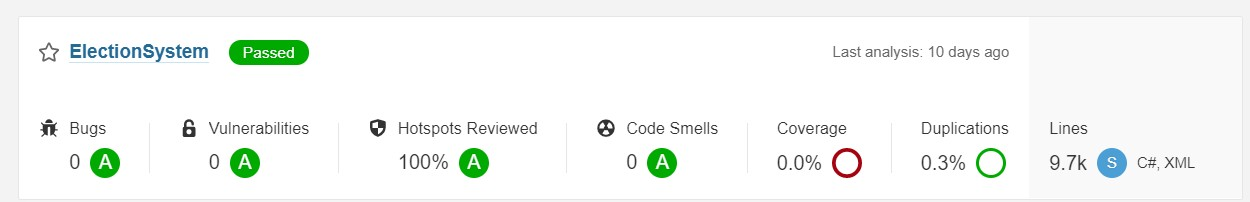 ElectionSystem Passed Last analysis: 10 days ago
Bugs Vulnerabilities Hotspots Reviewed Code Smells Coverage Duplications Lines
0 A 0 A 100% A 0 A 0.0% 0.3% 9.7k S C#, XML